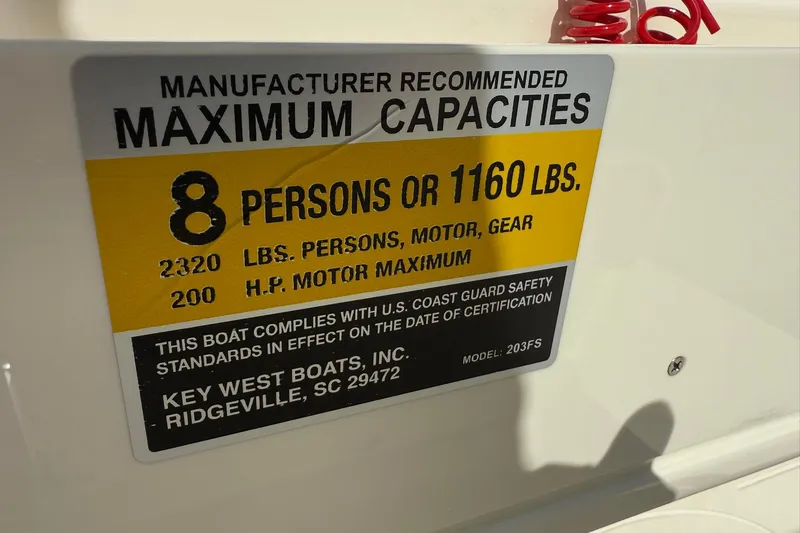 MANUFACTURER RECOMMENDED
MAXIMUM CAPACITIES
8 PERSONS OR 1160 LBS.
2320 LBS. PERSONS, MOTOR, GEAR
200 H.P. MOTOR MAXIMUM
THIS BOAT COMPLIES WITH U.S. COAST GUARD SAFETY
STANDARDS IN EFFECT ON THE DATE OF CERTIFICATION
KEY WEST BOATS, INC.
RIDGEVILLE, SC 29472
MODEL: 203FS